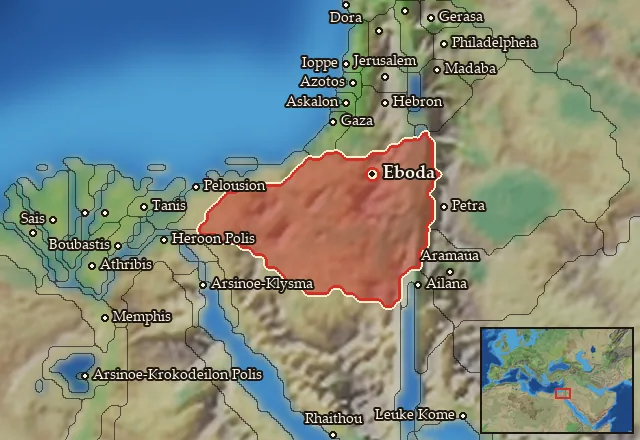 Dora
Gerasa
Philadelpheia
Ioppe
Jerusalem
Madaba
Azotos
Askalon
Hebron
Gaza
Eboda
Pelousion
Tanis
Petra
Sais
Boubastis
Heroon Polis
Athribis
Aramaua
Arsinoe-Klysma
Ailana
Memphis
Arsinoe-Krokodeilon Polis
Rhaithou
Leuke Kome